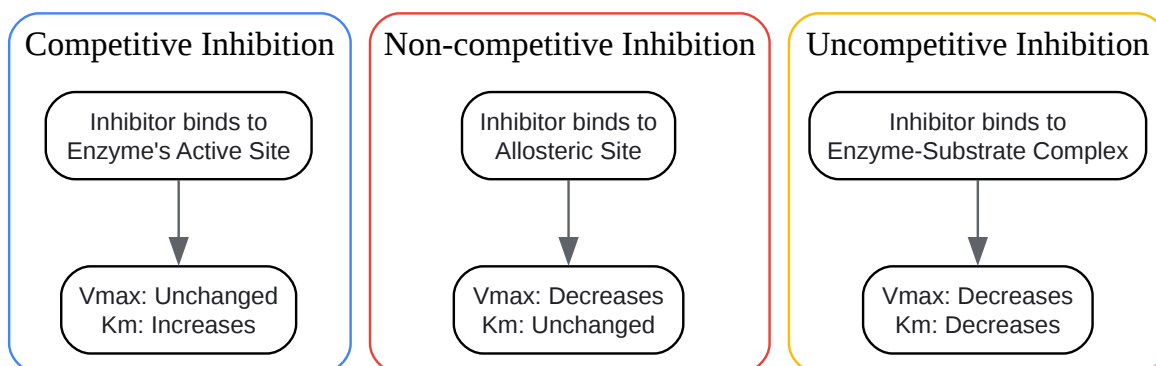 Competitive Inhibition
Inhibitor binds to
Enzyme's Active Site
Vmax: Unchanged
Km: Increases
Non-competitive Inhibition
Inhibitor binds to
Allosteric Site
Vmax: Decreases
Km: Unchanged
Uncompetitive Inhibition
Inhibitor binds to
Enzyme-Substrate Complex
Vmax: Decreases
Km: Decreases